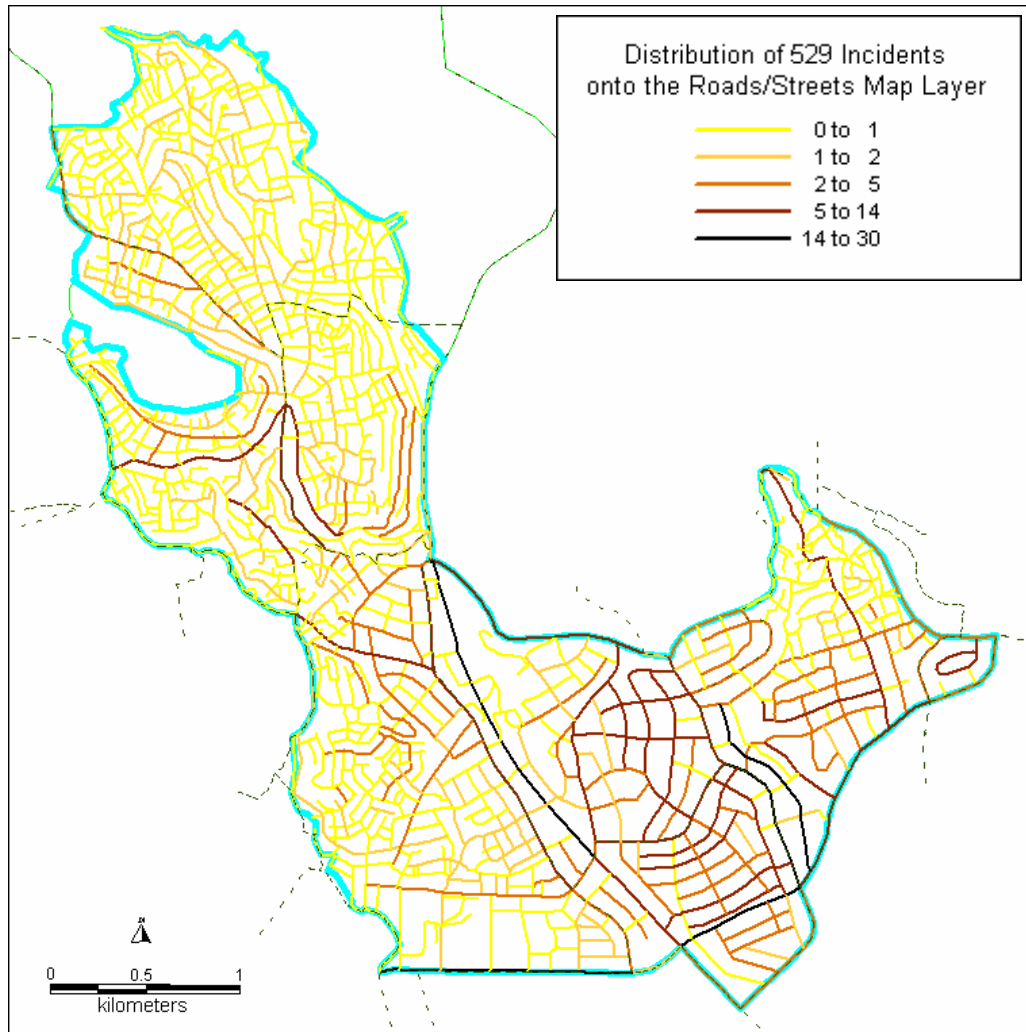 Distribution of 529 Incidents
onto the Roads/Streets Map Layer
0 to 1
1 to 2
2 to 5
5 to 14
14 to 30
0 0.5 1
kilometers